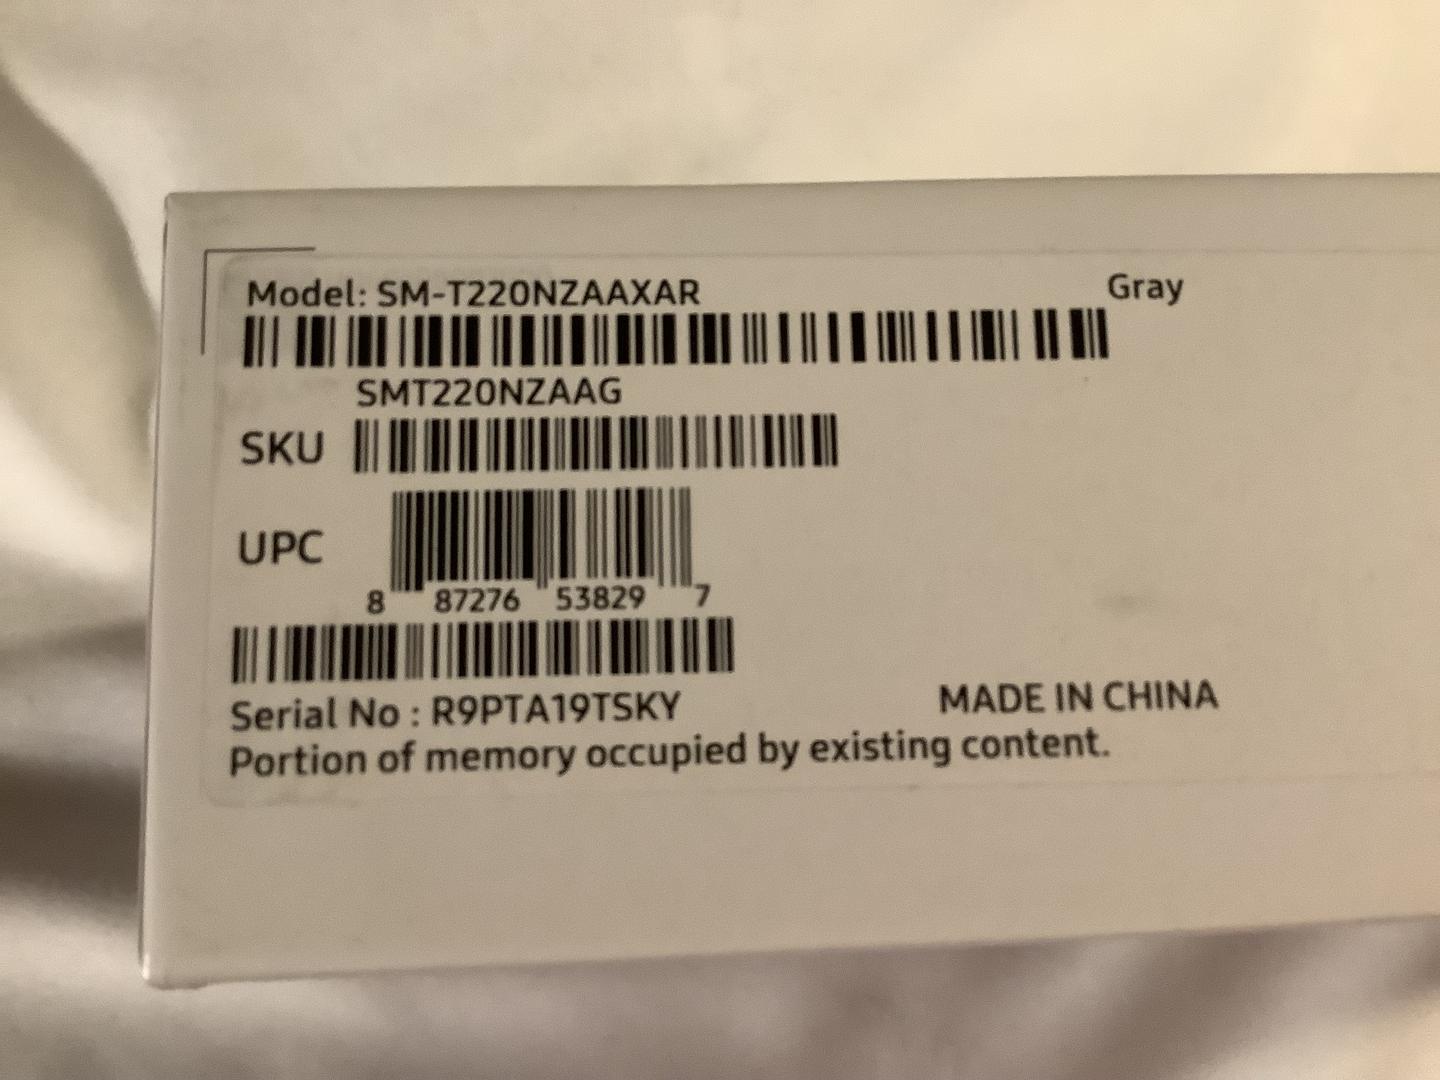 Model: SM-T220NZAAXAR Gray
SMT220NZAAG
SKU
UPC
8 87276 53829 7
Serial No : R9PTA19TSKY MADE IN CHINA
Portion of memory occupied by existing content.